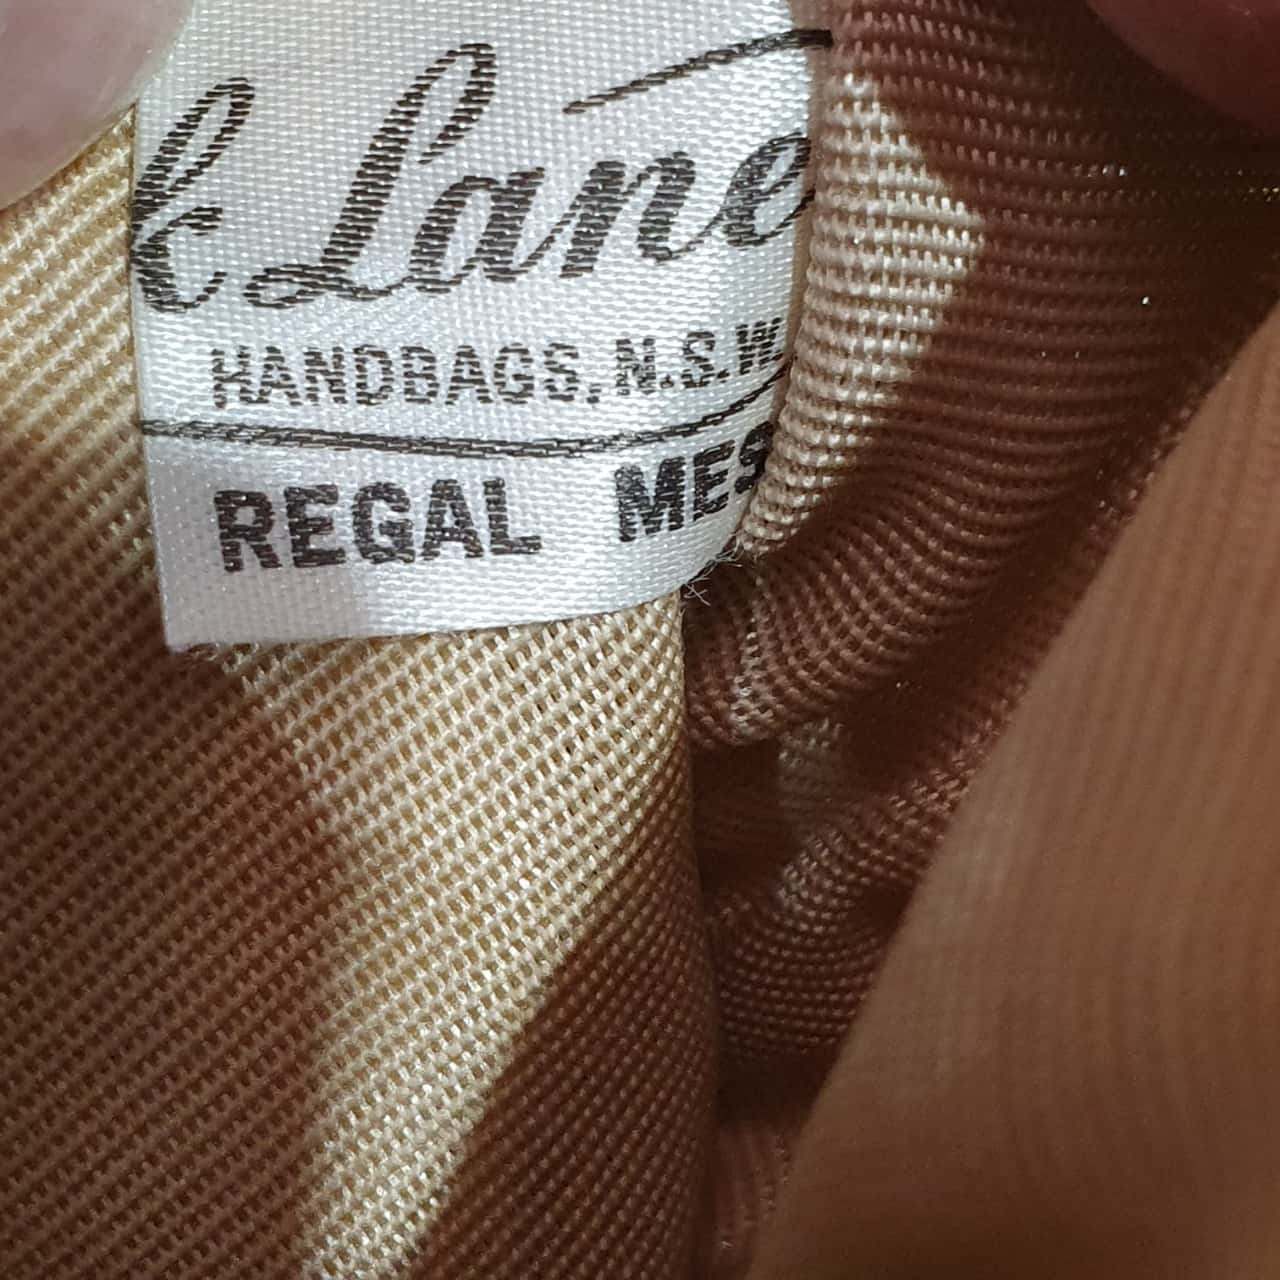 k Lane
HANDBAGS, N.S.W.
REGAL MES